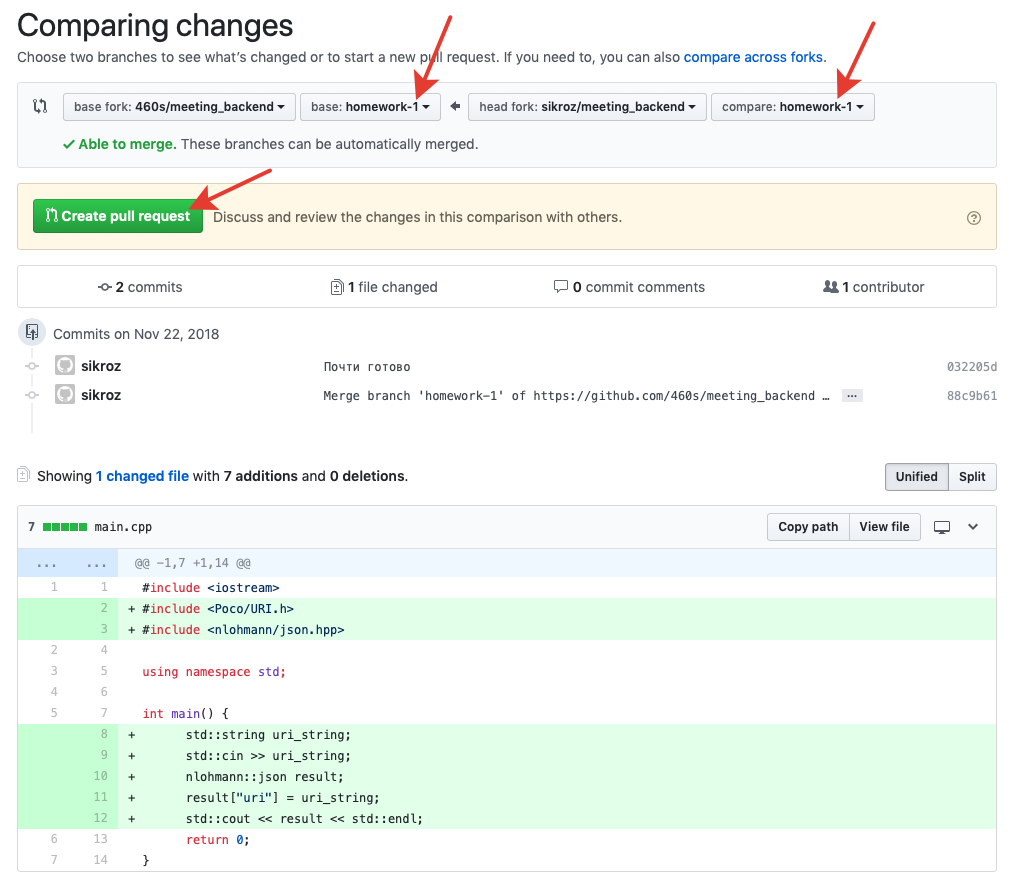 Comparing changes
Choose two branches to see what's changed or to start a new pull request. If you need to, you can also compare across forks.
base fork: 460s/meeting_backend base: homework-1 head fork: sikroz/meeting_backend compare: homework-1
Able to merge. These branches can be automatically merged.
Create pull request Discuss and review the changes in this comparison with others.
2 commits 1 file changed 0 commit comments 1 contributor
Commits on Nov 22, 2018
sikroz Почти готово 032205d
sikroz Merge branch 'homework-1' of https://github.com/460s/meeting_backend … ... 88c9b61
Showing 1 changed file with 7 additions and 0 deletions. Unified Split
7 main.cpp Copy path View file
... ... @@ -1,7 +1,14 @@
1 1 #include <iostream>
2 + #include <Poco/URI.h>
3 + #include <nlohmann/json.hpp>
2 4
3 5 using namespace std;
4 6
5 7 int main() {
8 + std::string uri_string;
9 + std::cin >> uri_string;
10 + nlohmann::json result;
11 + result["uri"] = uri_string;
12 + std::cout << result << std::endl;
6 13 return 0;
7 14 }